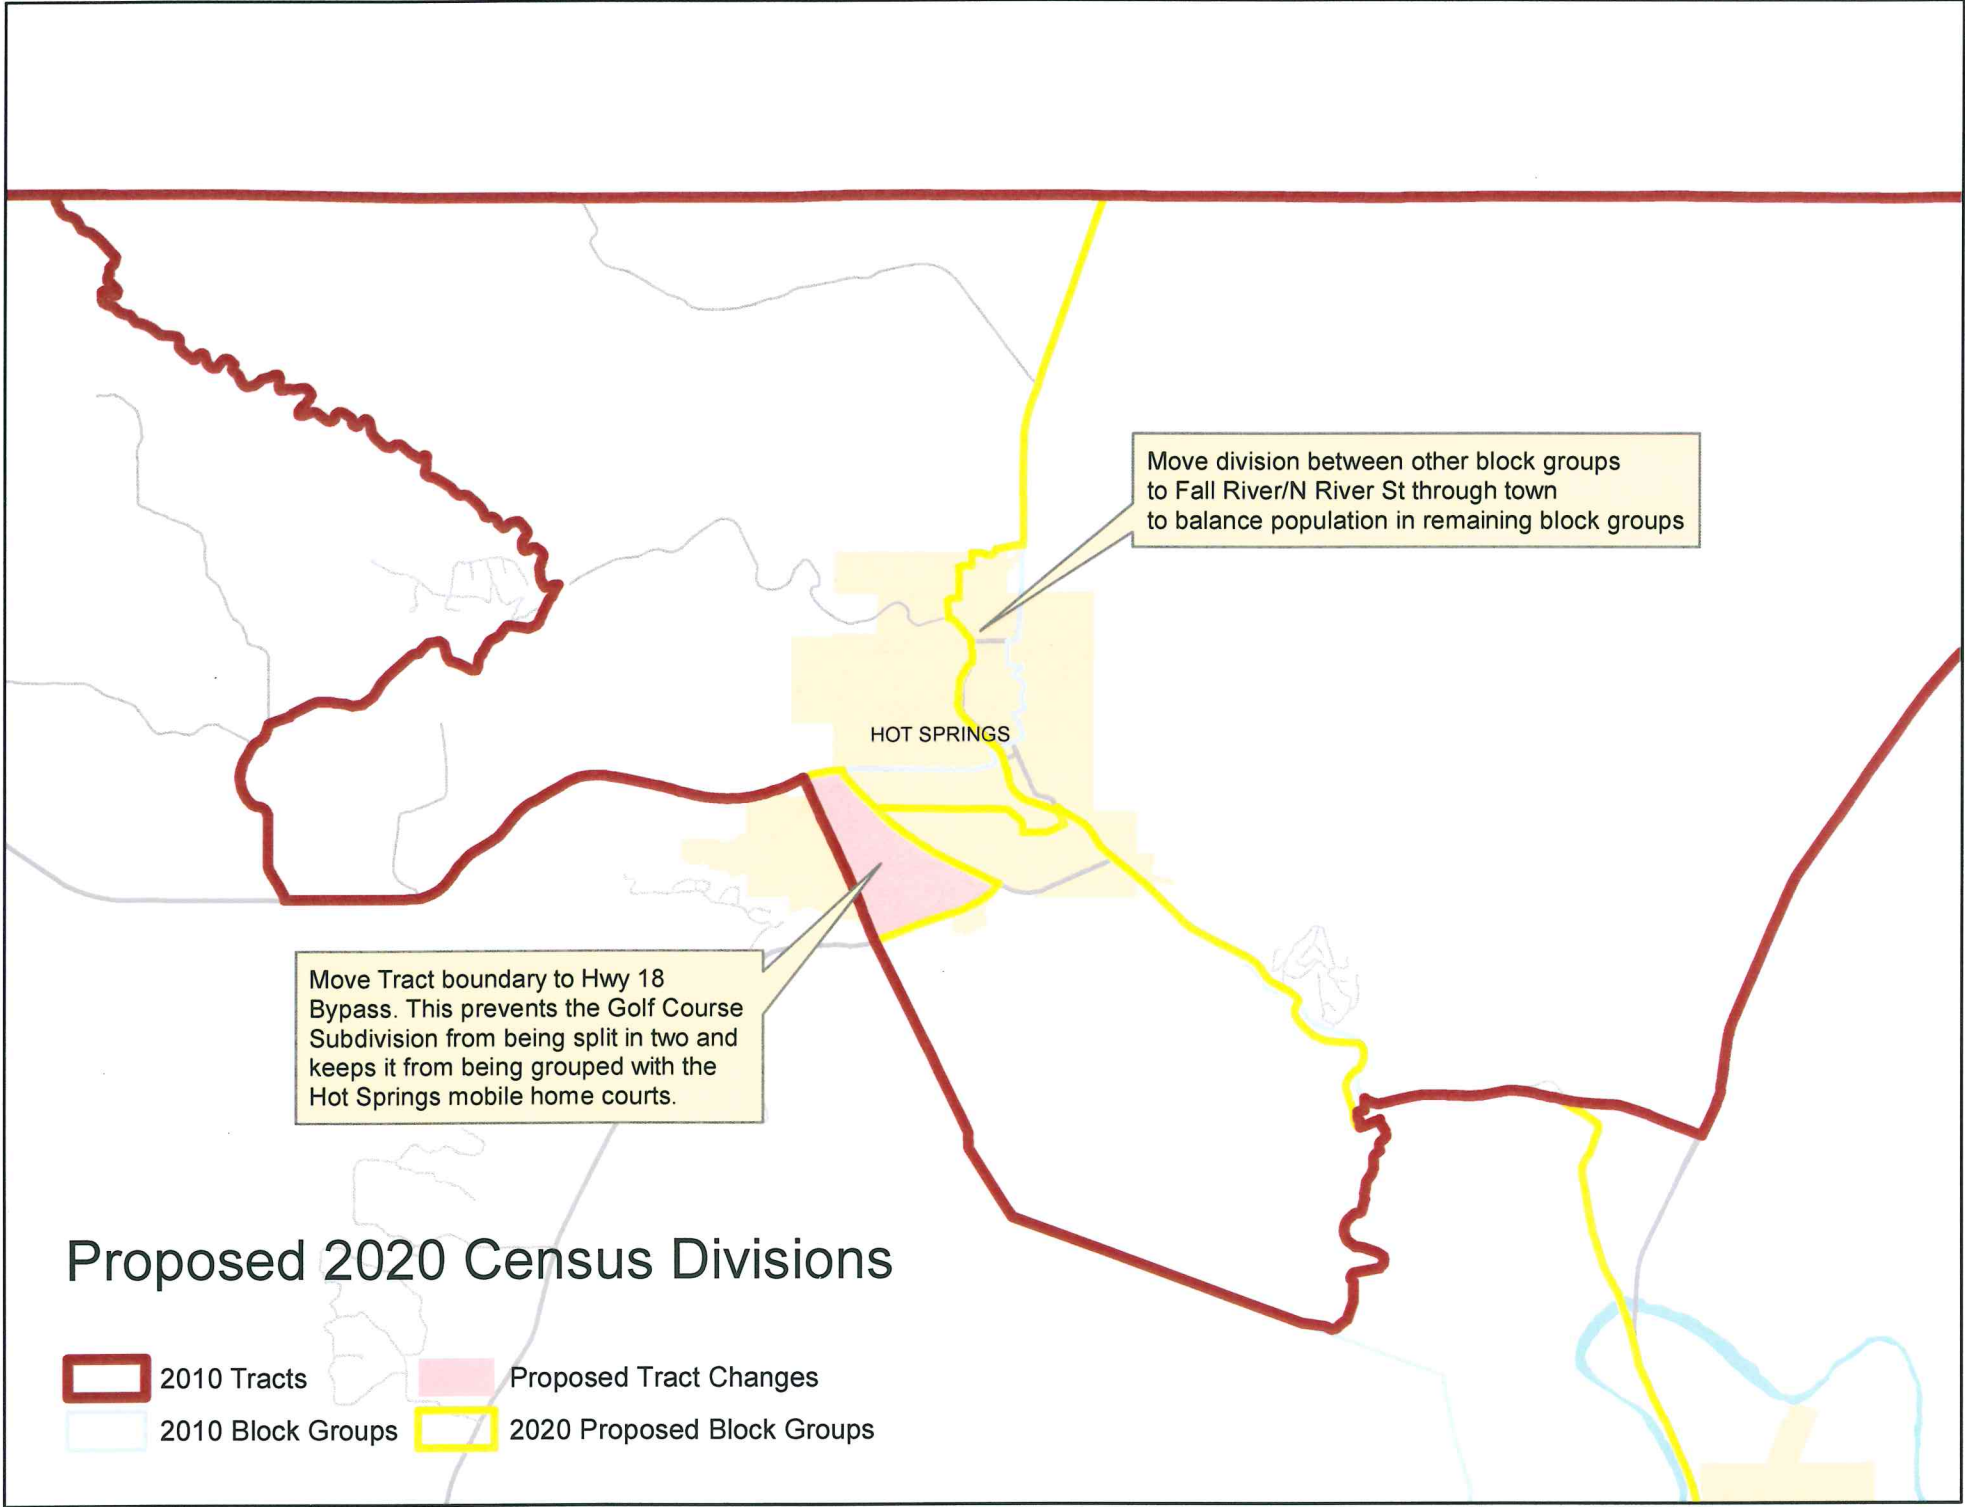 Move division between other block groups
to Fall River/N River St through town
to balance population in remaining block groups
HOT SPRINGS
Move Tract boundary to Hwy 18
Bypass. This prevents the Golf Course
Subdivision from being split in two and
keeps it from being grouped with the
Hot Springs mobile home courts.
Proposed 2020 Census Divisions
2010 Tracts
Proposed Tract Changes
2010 Block Groups
2020 Proposed Block Groups